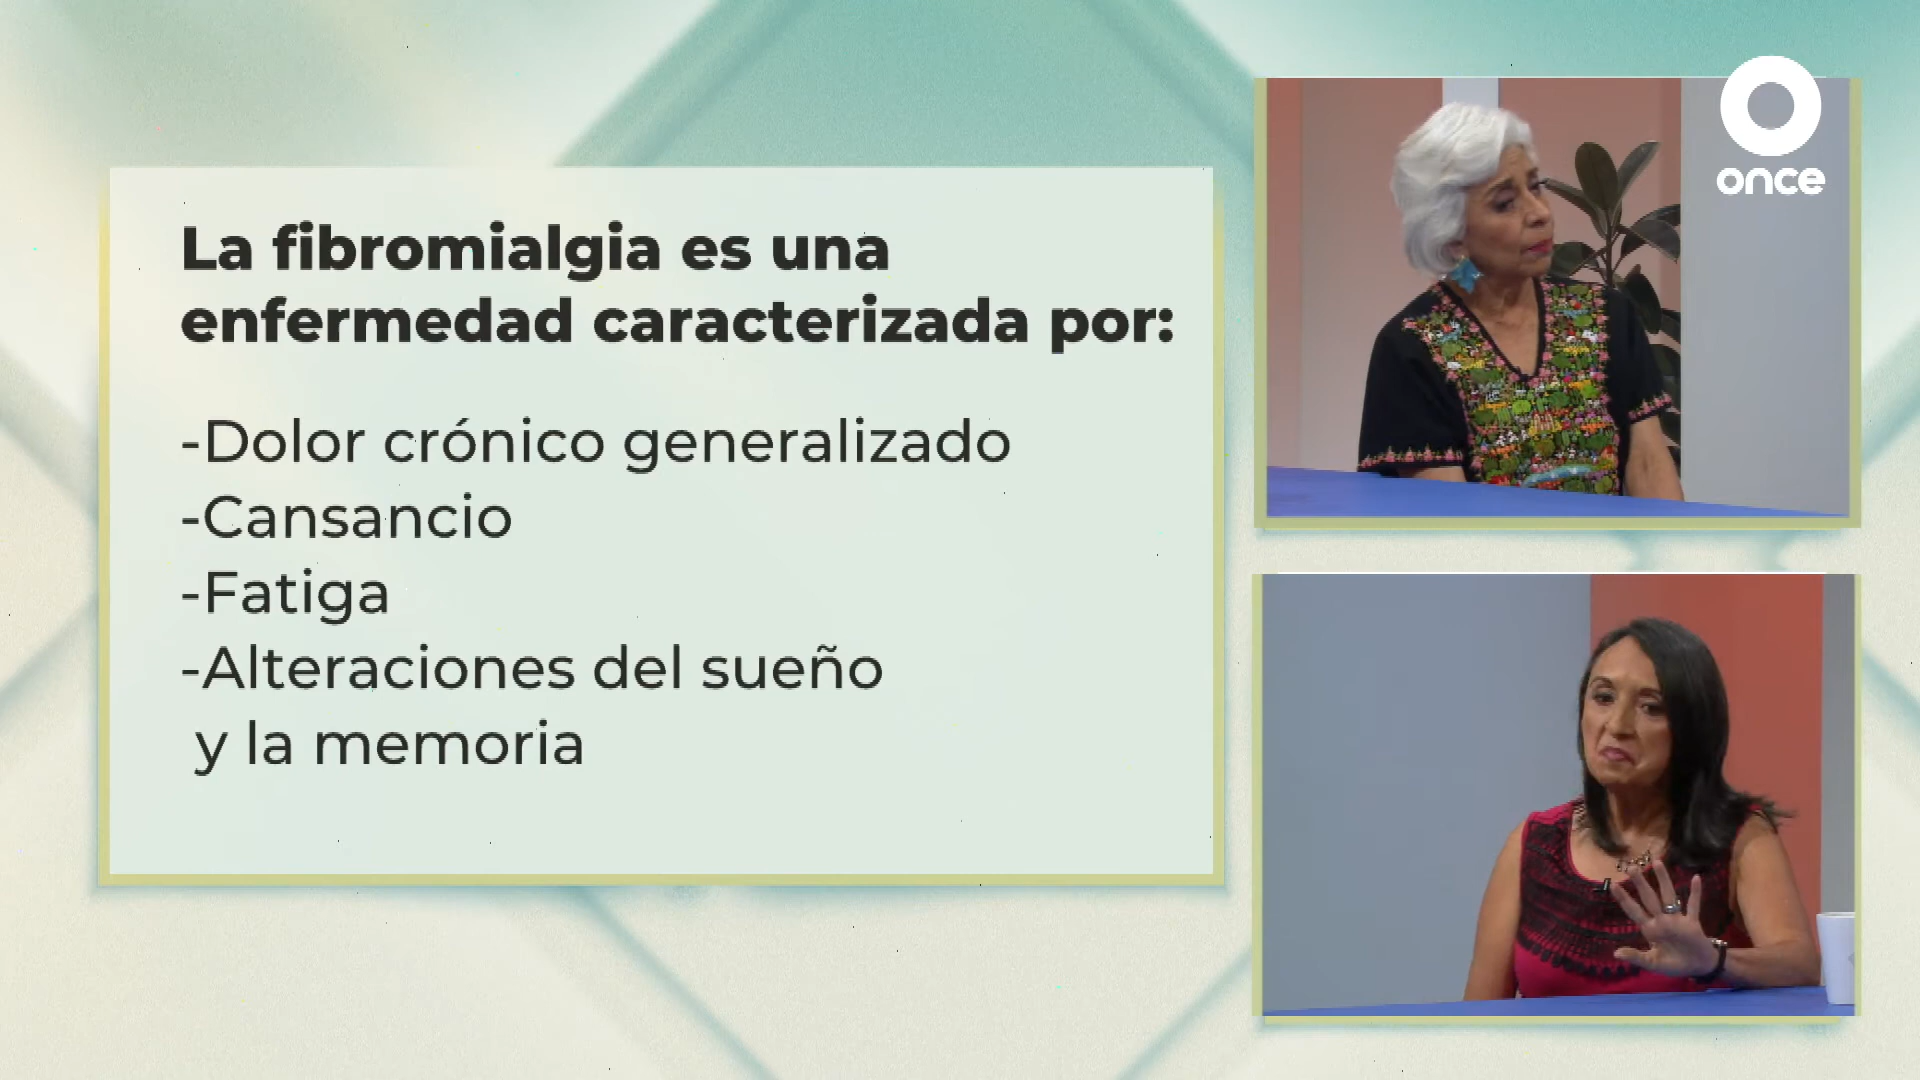 La fibromialgia es una
enfermedad caracterizada por:
-Dolor crónico generalizado
-Cansancio
-Fatiga
-Alteraciones del sueño
y la memoria
once